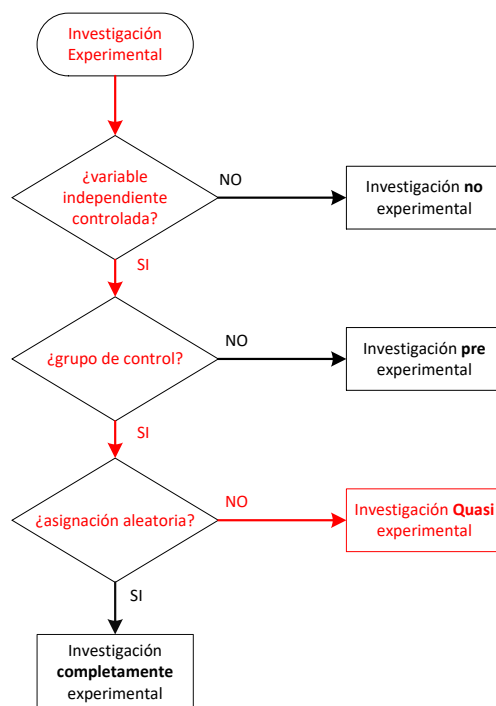 Investigación
Experimental
¿variable
independiente
controlada?
NO
Investigación no
experimental
SI
¿grupo de control?
NO
Investigación pre
experimental
SI
¿asignación aleatoria?
NO
Investigación Quasi
experimental
SI
Investigación
completamente
experimental